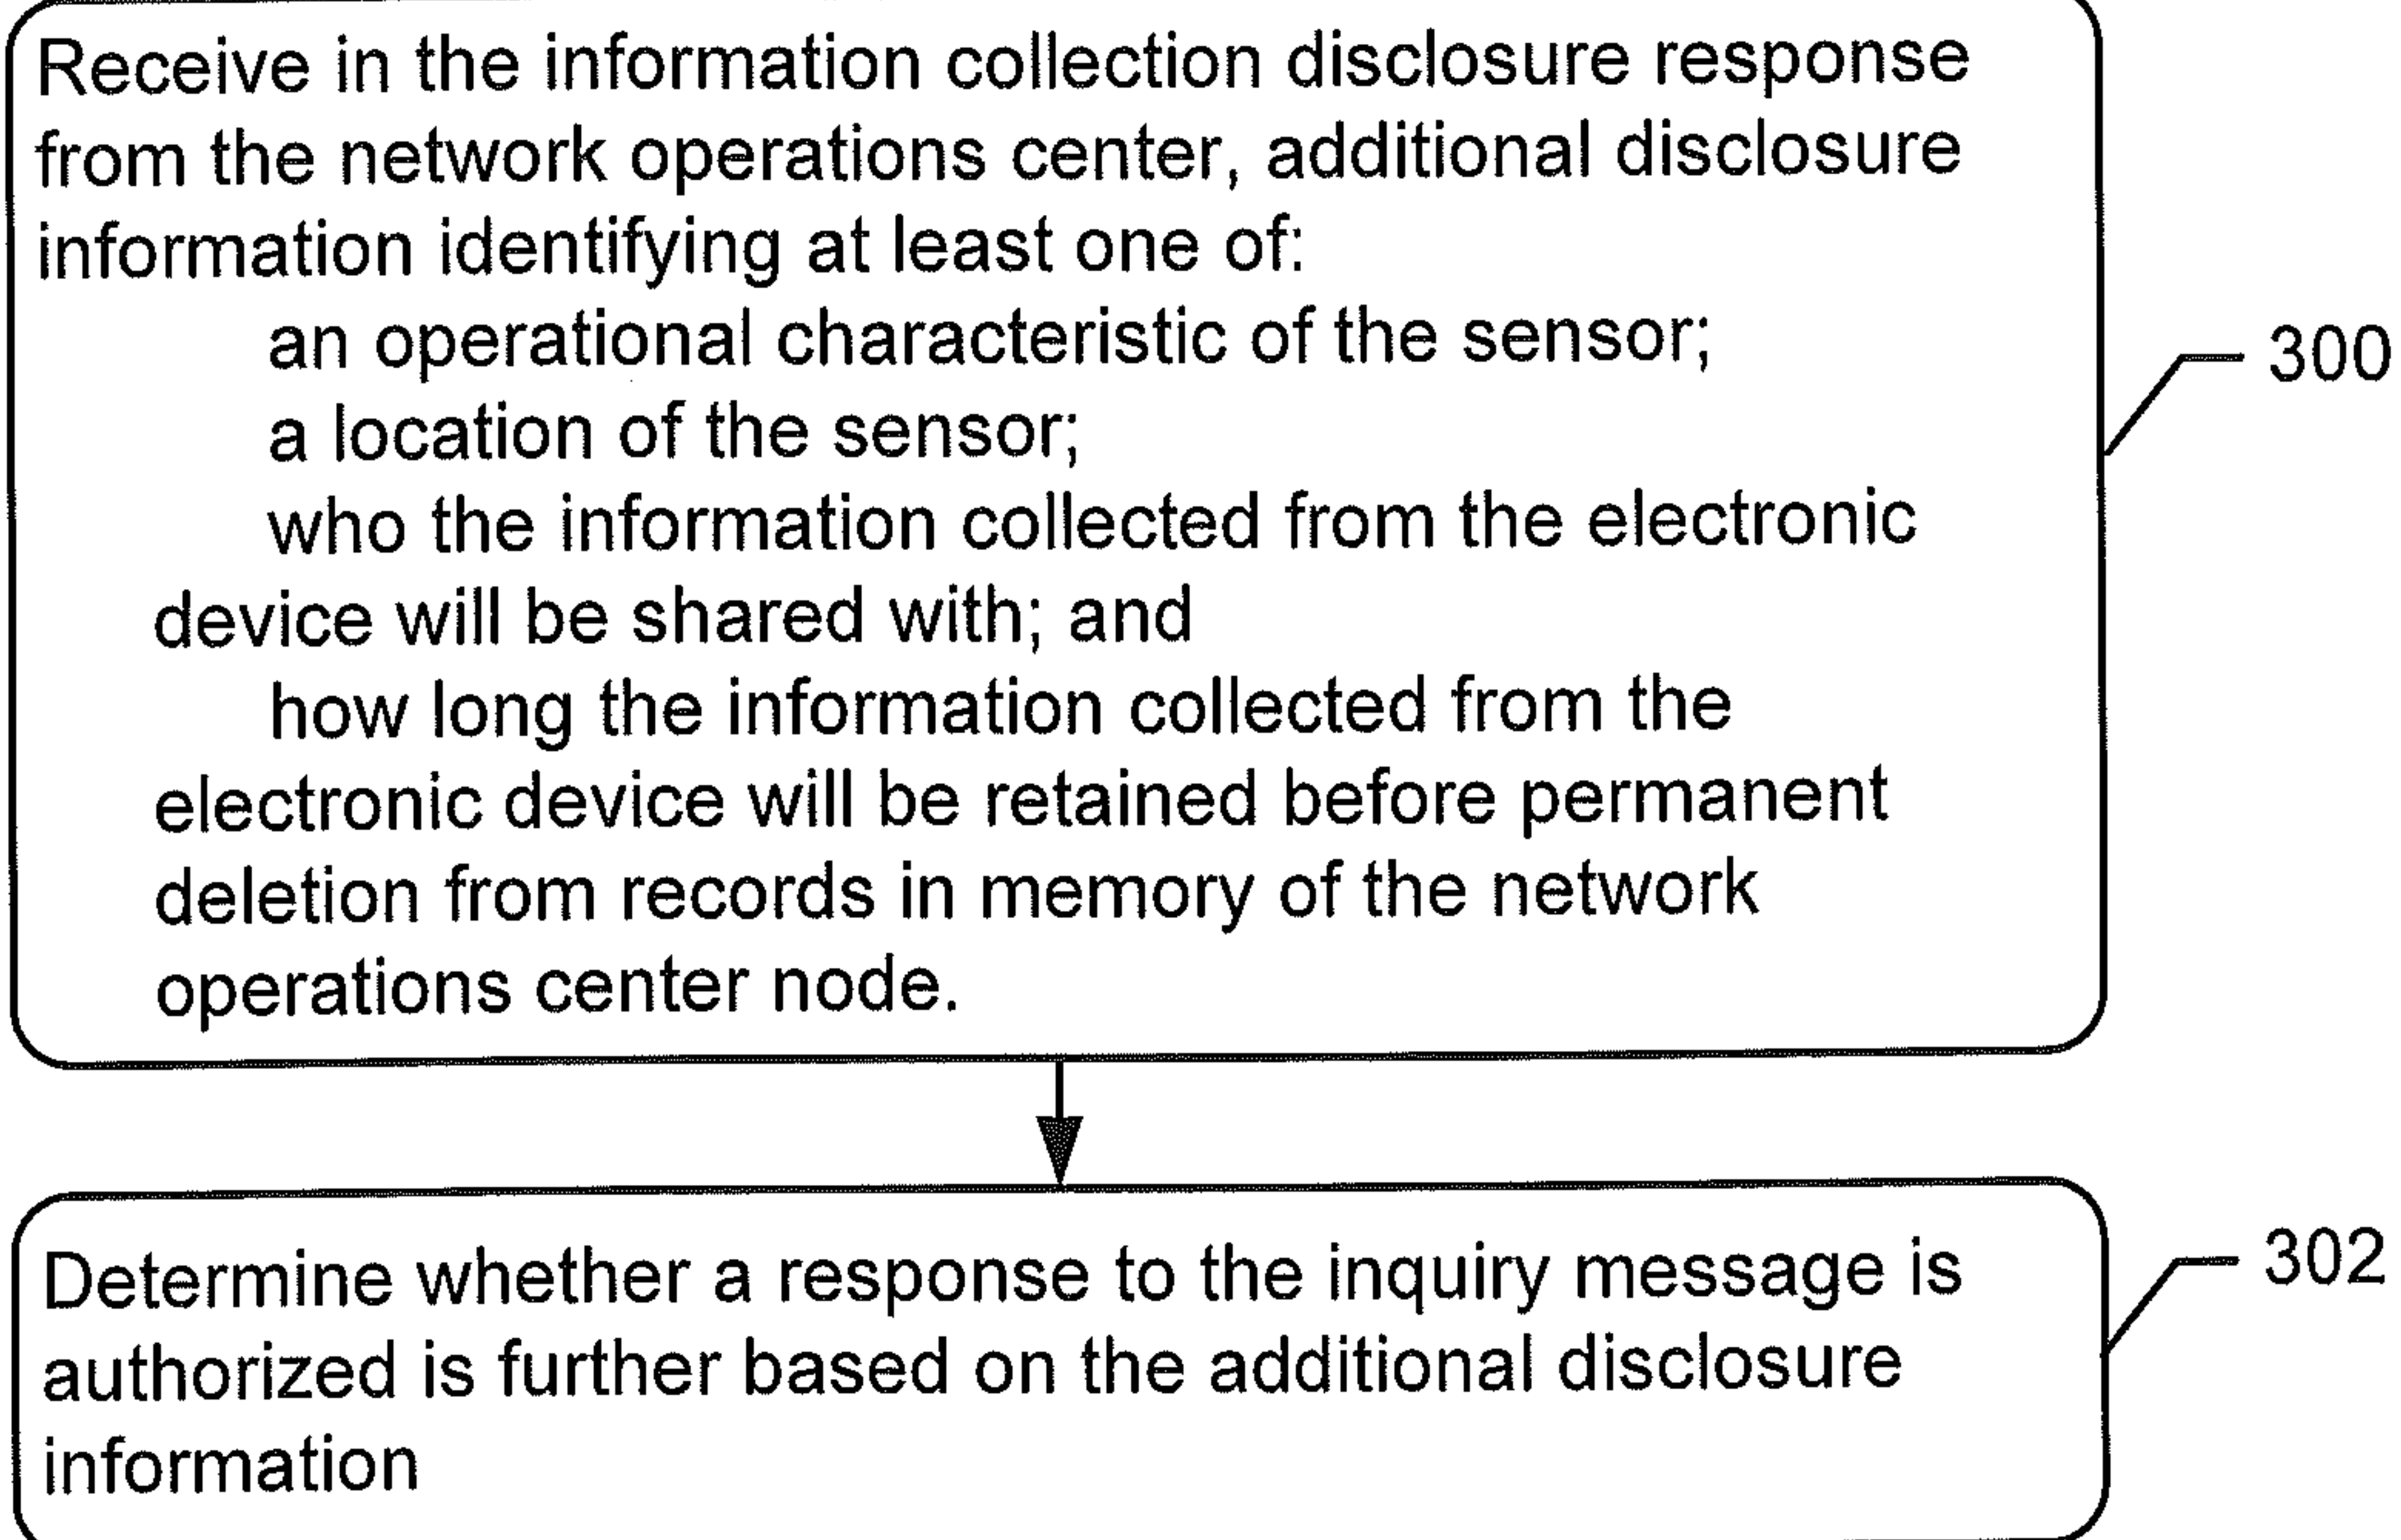 Receive in the information collection disclosure response
from the network operations center, additional disclosure
information identifying at least one of:
an operational characteristic of the sensor;
a location of the sensor;
who the information collected from the electronic
device will be shared with; and
how long the information collected from the
electronic device will be retained before permanent
deletion from records in memory of the network
operations center node.
300
Determine whether a response to the inquiry message is
authorized is further based on the additional disclosure
information
302